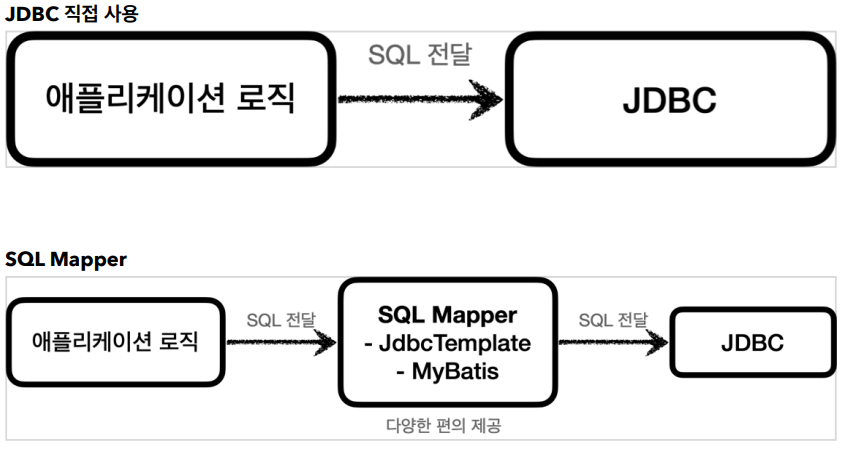 JDBC 직접 사용
SQL 전달
애플리케이션 로직
JDBC
SQL Mapper
애플리케이션 로직
SQL 전달
SQL Mapper
- JdbcTemplate
- MyBatis
SQL 전달
JDBC
다양한 편의 제공